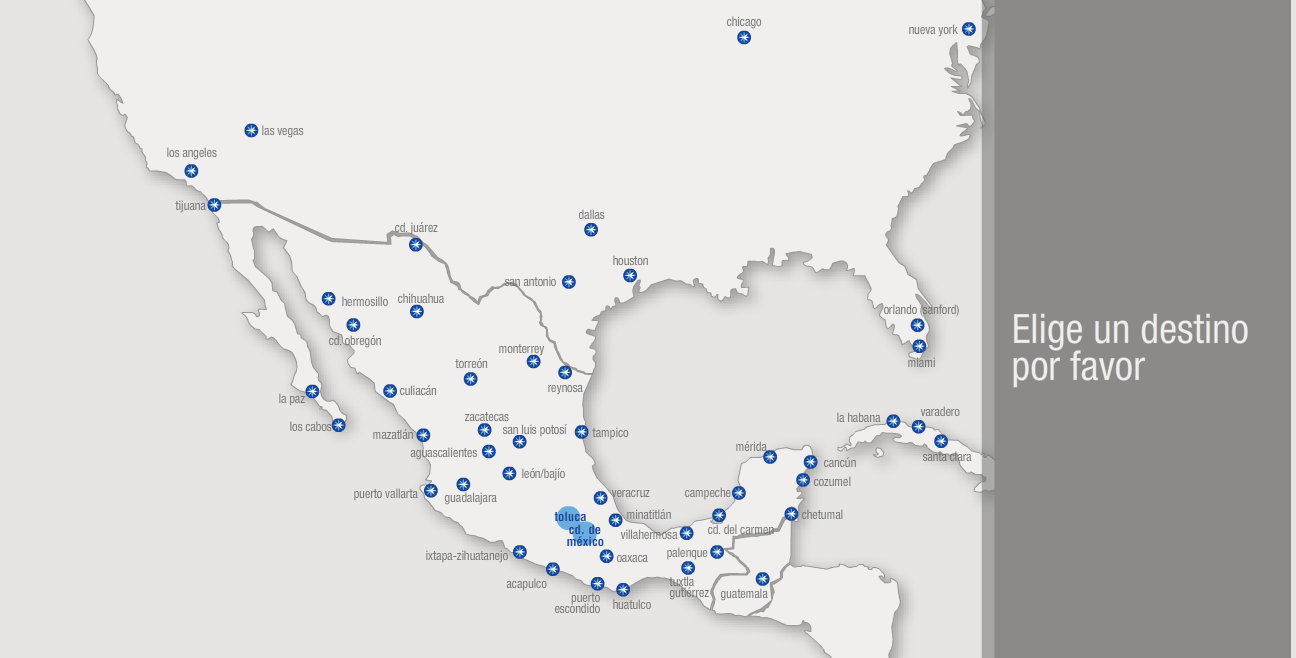 chicago
nueva york
las vegas
los angeles
tijuana
dallas
cd. juárez
houston
san antonio
hermosillo
chihuahua
orlando (sanford)
Elige un destino
por favor
cd. obregón
monterrey
miami
torreón
reynosa
culiacán
la paz
los cabos
zacatecas
san luis potosí
tampico
la habana
varadero
mazatlán
aguascalientes
mérida
santa clara
cancún
león/bajío
cozumel
puerto vallarta
guadalajara
veracruz
campeche
toluca
minatitlán
chetumal
cd. de
méxico
villahermosa
cd. del carmen
ixtapa-zihuatanejo
oaxaca
palenque
acapulco
tuxtla
gutiérrez
guatemala
puerto
escondido
huatulco